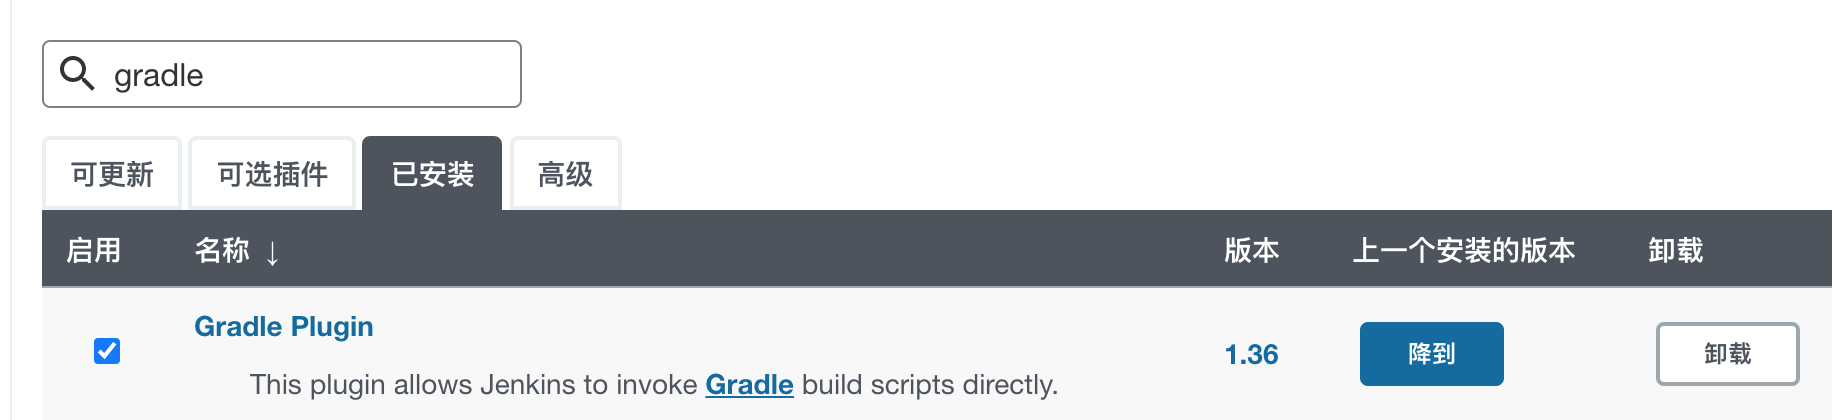 gradle
可更新 可选插件 已安装 高级
启用 名称 ↓ 版本 上一个安装的版本 卸载
Gradle Plugin
1.36 降到 卸载
This plugin allows Jenkins to invoke Gradle build scripts directly.